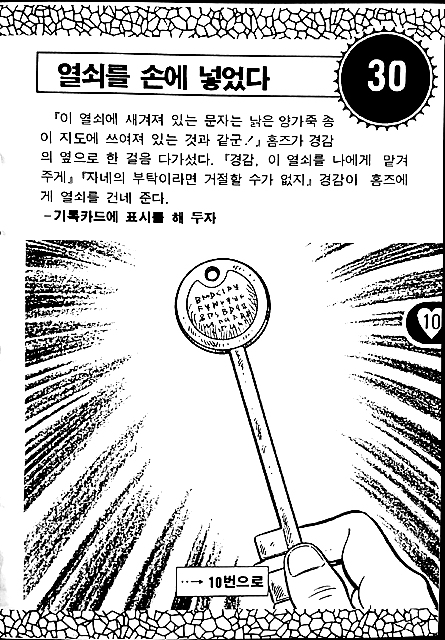 열쇠를 손에 넣었다
30
『이 열쇠에 새겨져 있는 문자는 낡은 양가죽 종
이 지도에 쓰여져 있는 것과 같군!』 홈즈가 경감
의 옆으로 한 걸음 다가섰다. 『경감, 이 열쇠를 나에게 맡겨
주게』 『자네의 부탁이라면 거절할 수가 없지』 경감이 홈즈에
게 열쇠를 건네 준다.
-기록카드에 표시를 해 두자
10
···→ 10번으로